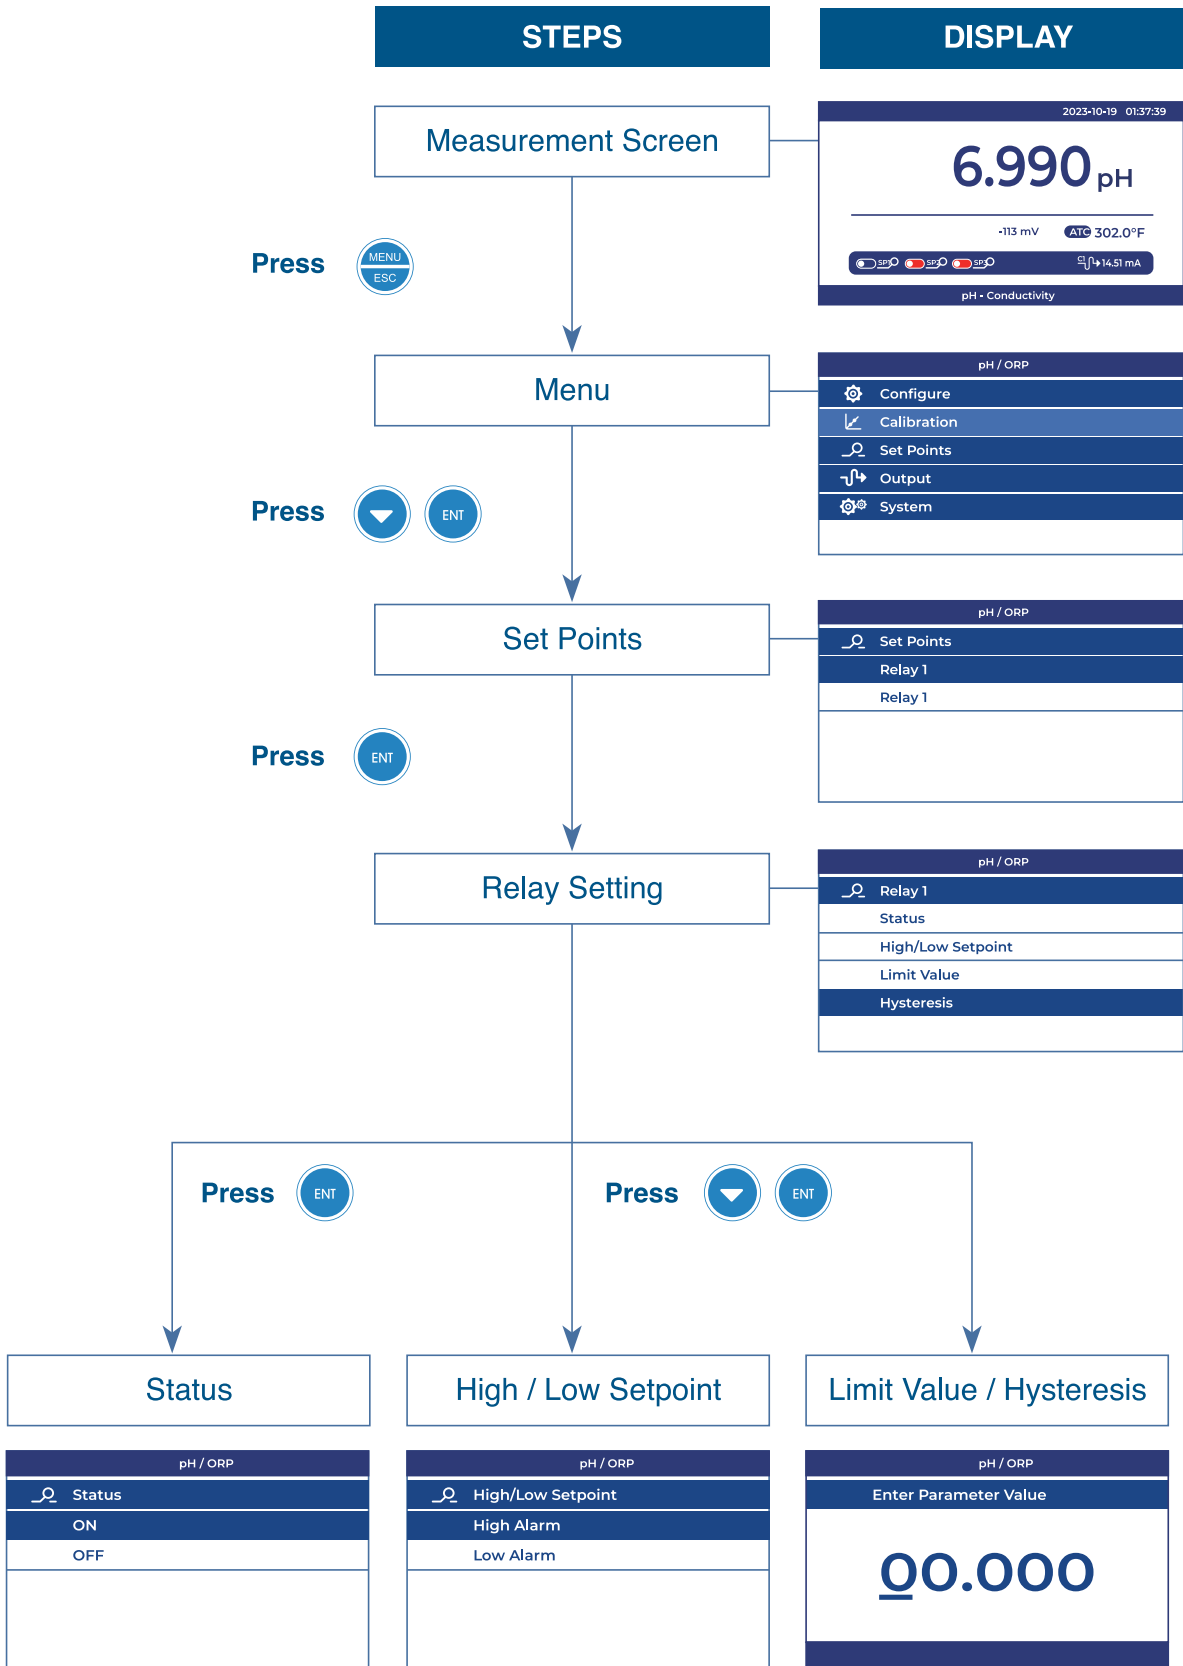 STEPS
DISPLAY
Measurement Screen
2023-10-19 01:37:39
6.990 pH
-113 mV ATC 302.0°F
SP1 SP2 SP3 14.51 mA
pH - Conductivity
Press MENU ESC
Menu
pH / ORP
Configure
Calibration
Set Points
Output
System
Press ENT
Set Points
pH / ORP
Set Points
Relay 1
Relay 1
Press ENT
Relay Setting
pH / ORP
Relay 1
Status
High/Low Setpoint
Limit Value
Hysteresis
Press ENT
Press ENT
Status
pH / ORP
Status
ON
OFF
High / Low Setpoint
pH / ORP
High/Low Setpoint
High Alarm
Low Alarm
Limit Value / Hysteresis
pH / ORP
Enter Parameter Value
00.000